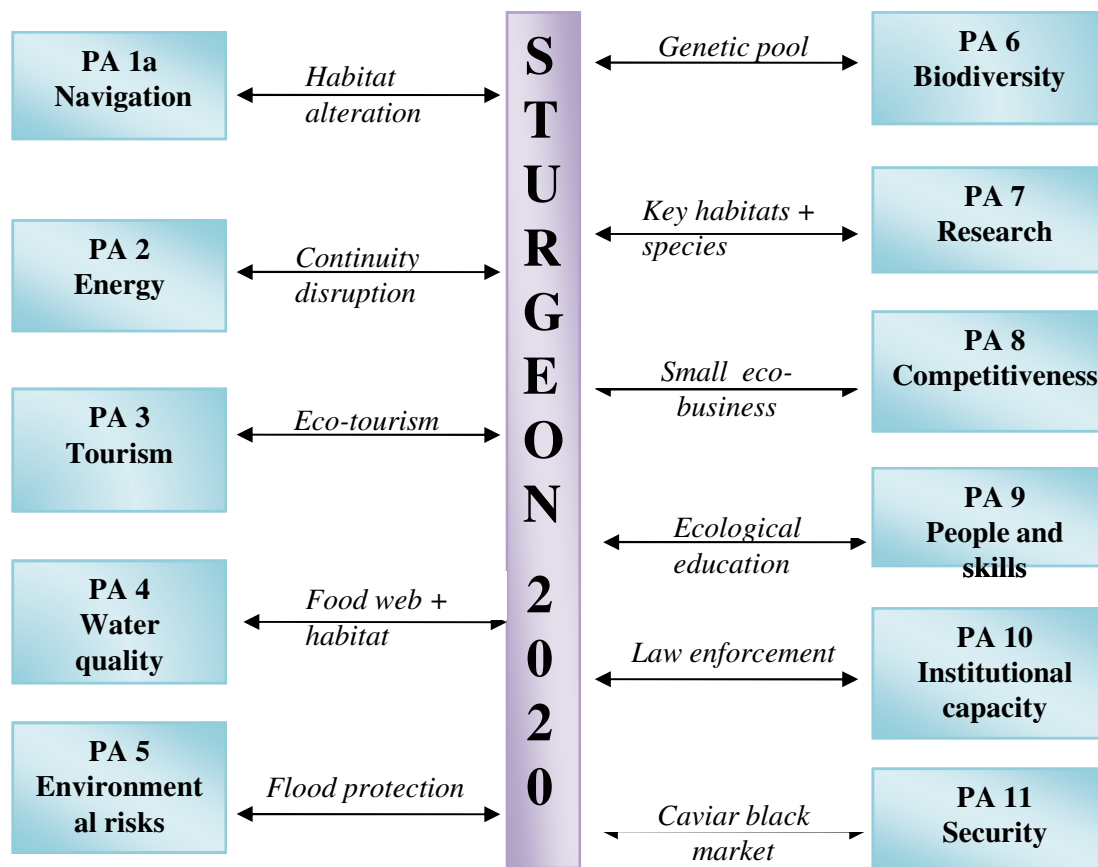 PA 1a
Navigation
Habitat
alteration
PA 2
Energy
Continuity
disruption
PA 3
Tourism
Eco-tourism
PA 4
Water
quality
Food web +
habitat
PA 5
Environment
al risks
Flood protection
S
T
U
R
G
E
O
N
2
0
2
0
Genetic pool
PA 6
Biodiversity
Key habitats +
species
PA 7
Research
Small eco-
business
PA 8
Competitiveness
Ecological
education
PA 9
People and
skills
Law enforcement
PA 10
Institutional
capacity
Caviar black
market
PA 11
Security